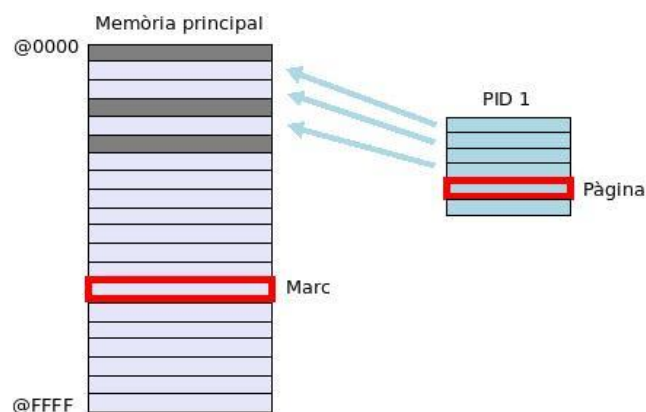 Memòria principal
@0000
PID 1
Pàgina
Marc
@FFFF